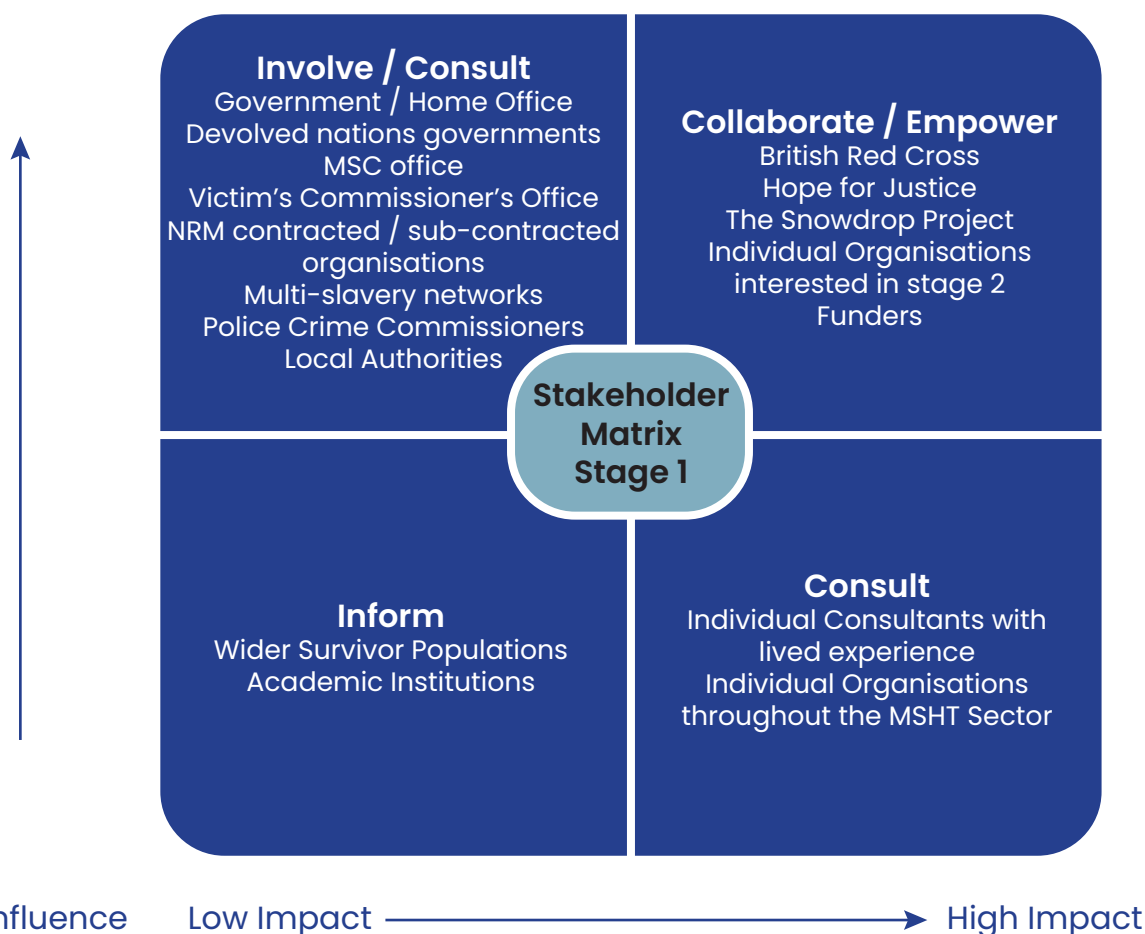 Involve / Consult
Government / Home Office
Devolved nations governments
MSC office
Victim's Commissioner's Office
NRM contracted / sub-contracted
organisations
Multi-slavery networks
Police Crime Commissioners
Local Authorities
Collaborate / Empower
British Red Cross
Hope for Justice
The Snowdrop Project
Individual Organisations
interested in stage 2
Funders
Stakeholder
Matrix
Stage 1
Inform
Wider Survivor Populations
Academic Institutions
Consult
Individual Consultants with
lived experience
Individual Organisations
throughout the MSHT Sector
nfluence Low Impact High Impact